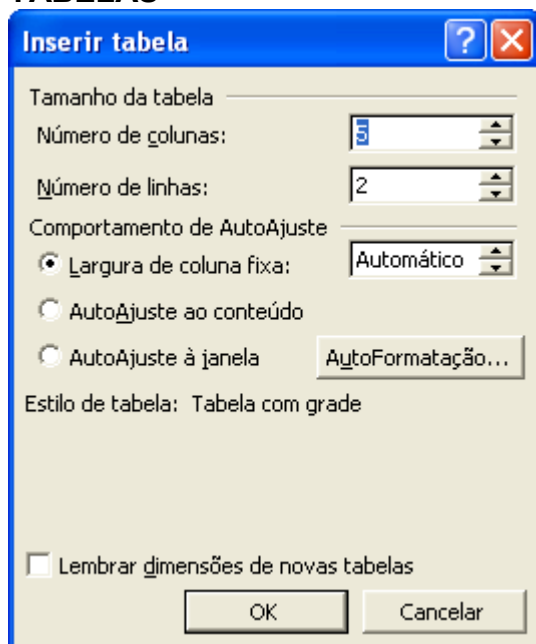 TABELAS
Inserir tabela
Tamanho da tabela
Número de colunas: 5
Número de linhas: 2
Comportamento de AutoAjuste
Largura de coluna fixa: Automático
AutoAjuste ao conteúdo
AutoAjuste à janela AutoFormatação...
Estilo de tabela: Tabela com grade
Lembrar dimensões de novas tabelas
OK Cancelar